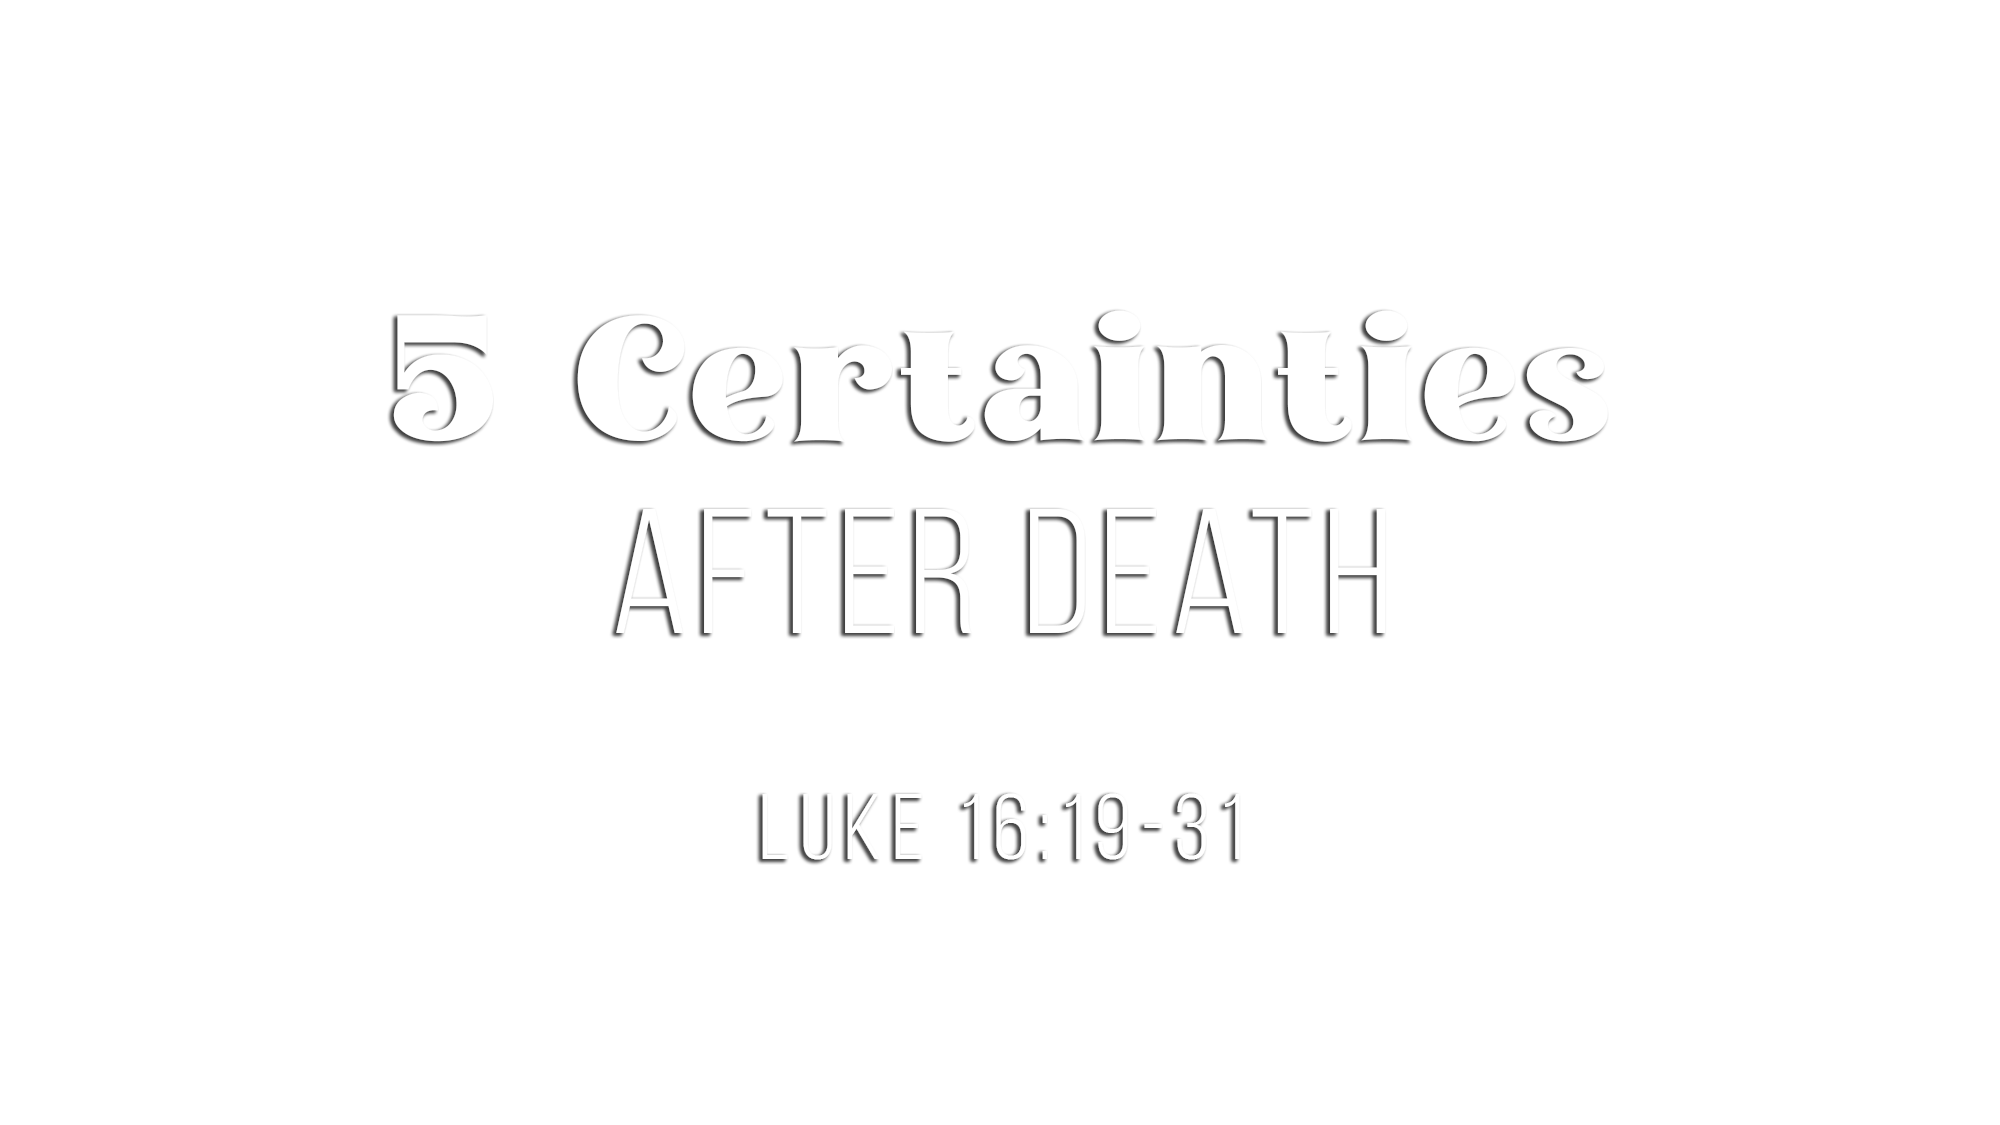 5 Certainties
AFTER DEATH
LUKE 16:19-31